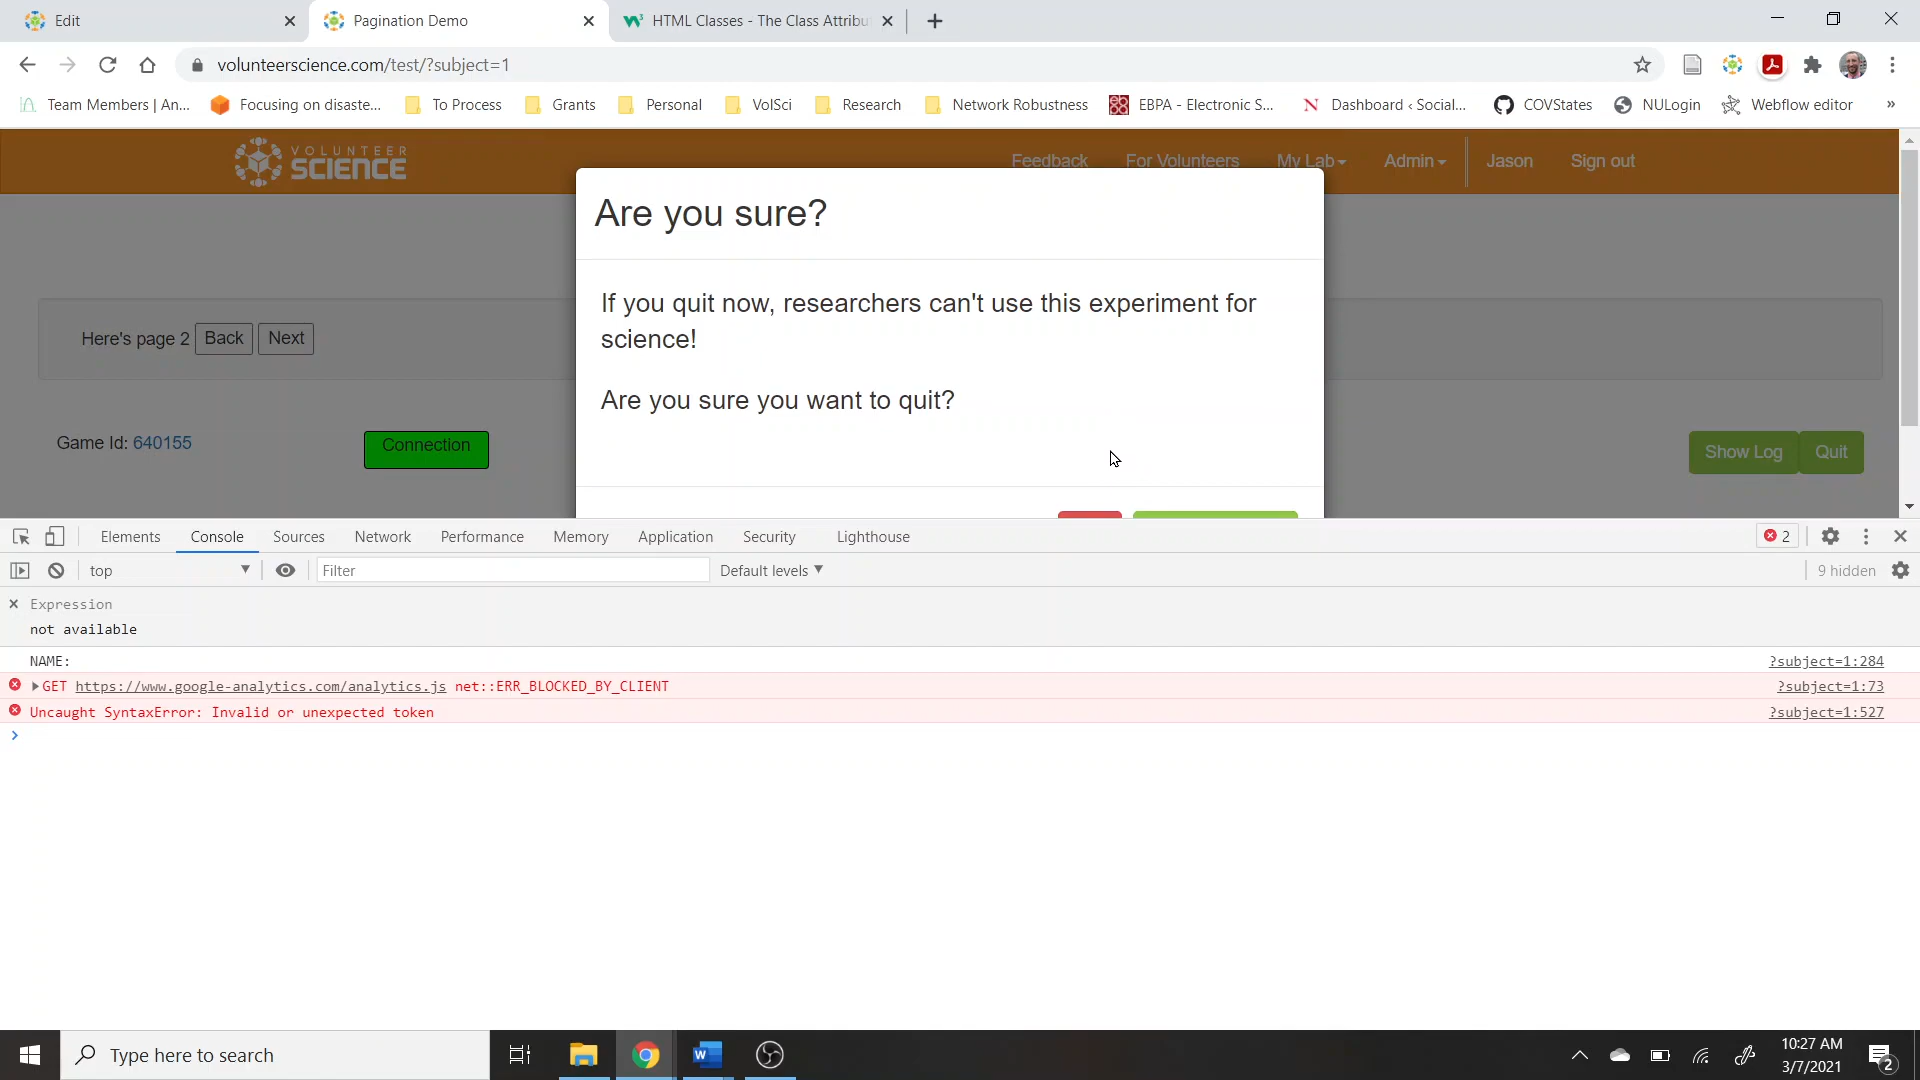 Edit
Pagination Demo
HTML Classes - The Class Attribu
volunteerscience.com/test/?subject=1
Team Members | An...
Focusing on disaste...
To Process
Grants
Personal
VolSci
Research
Network Robustness
EBPA - Electronic S...
Dashboard ‹ Social...
COVStates
NULogin
Webflow editor
»
VOLUNTEER
SCIENCE
Feedback
For Volunteers
My Lab
Admin
Jason
Sign out
Are you sure?
If you quit now, researchers can't use this experiment for
science!
Are you sure you want to quit?
Here's page 2 Back Next
Game Id: 640155
Connection
Show Log
Quit
Elements
Console
Sources
Network
Performance
Memory
Application
Security
Lighthouse
2
top
Filter
Default levels
9 hidden
Expression
not available
NAME:
?subject=1:284
GET https://www.google-analytics.com/analytics.js net::ERR_BLOCKED_BY_CLIENT
?subject=1:73
Uncaught SyntaxError: Invalid or unexpected token
?subject=1:527
Type here to search
10:27 AM
3/7/2021
2